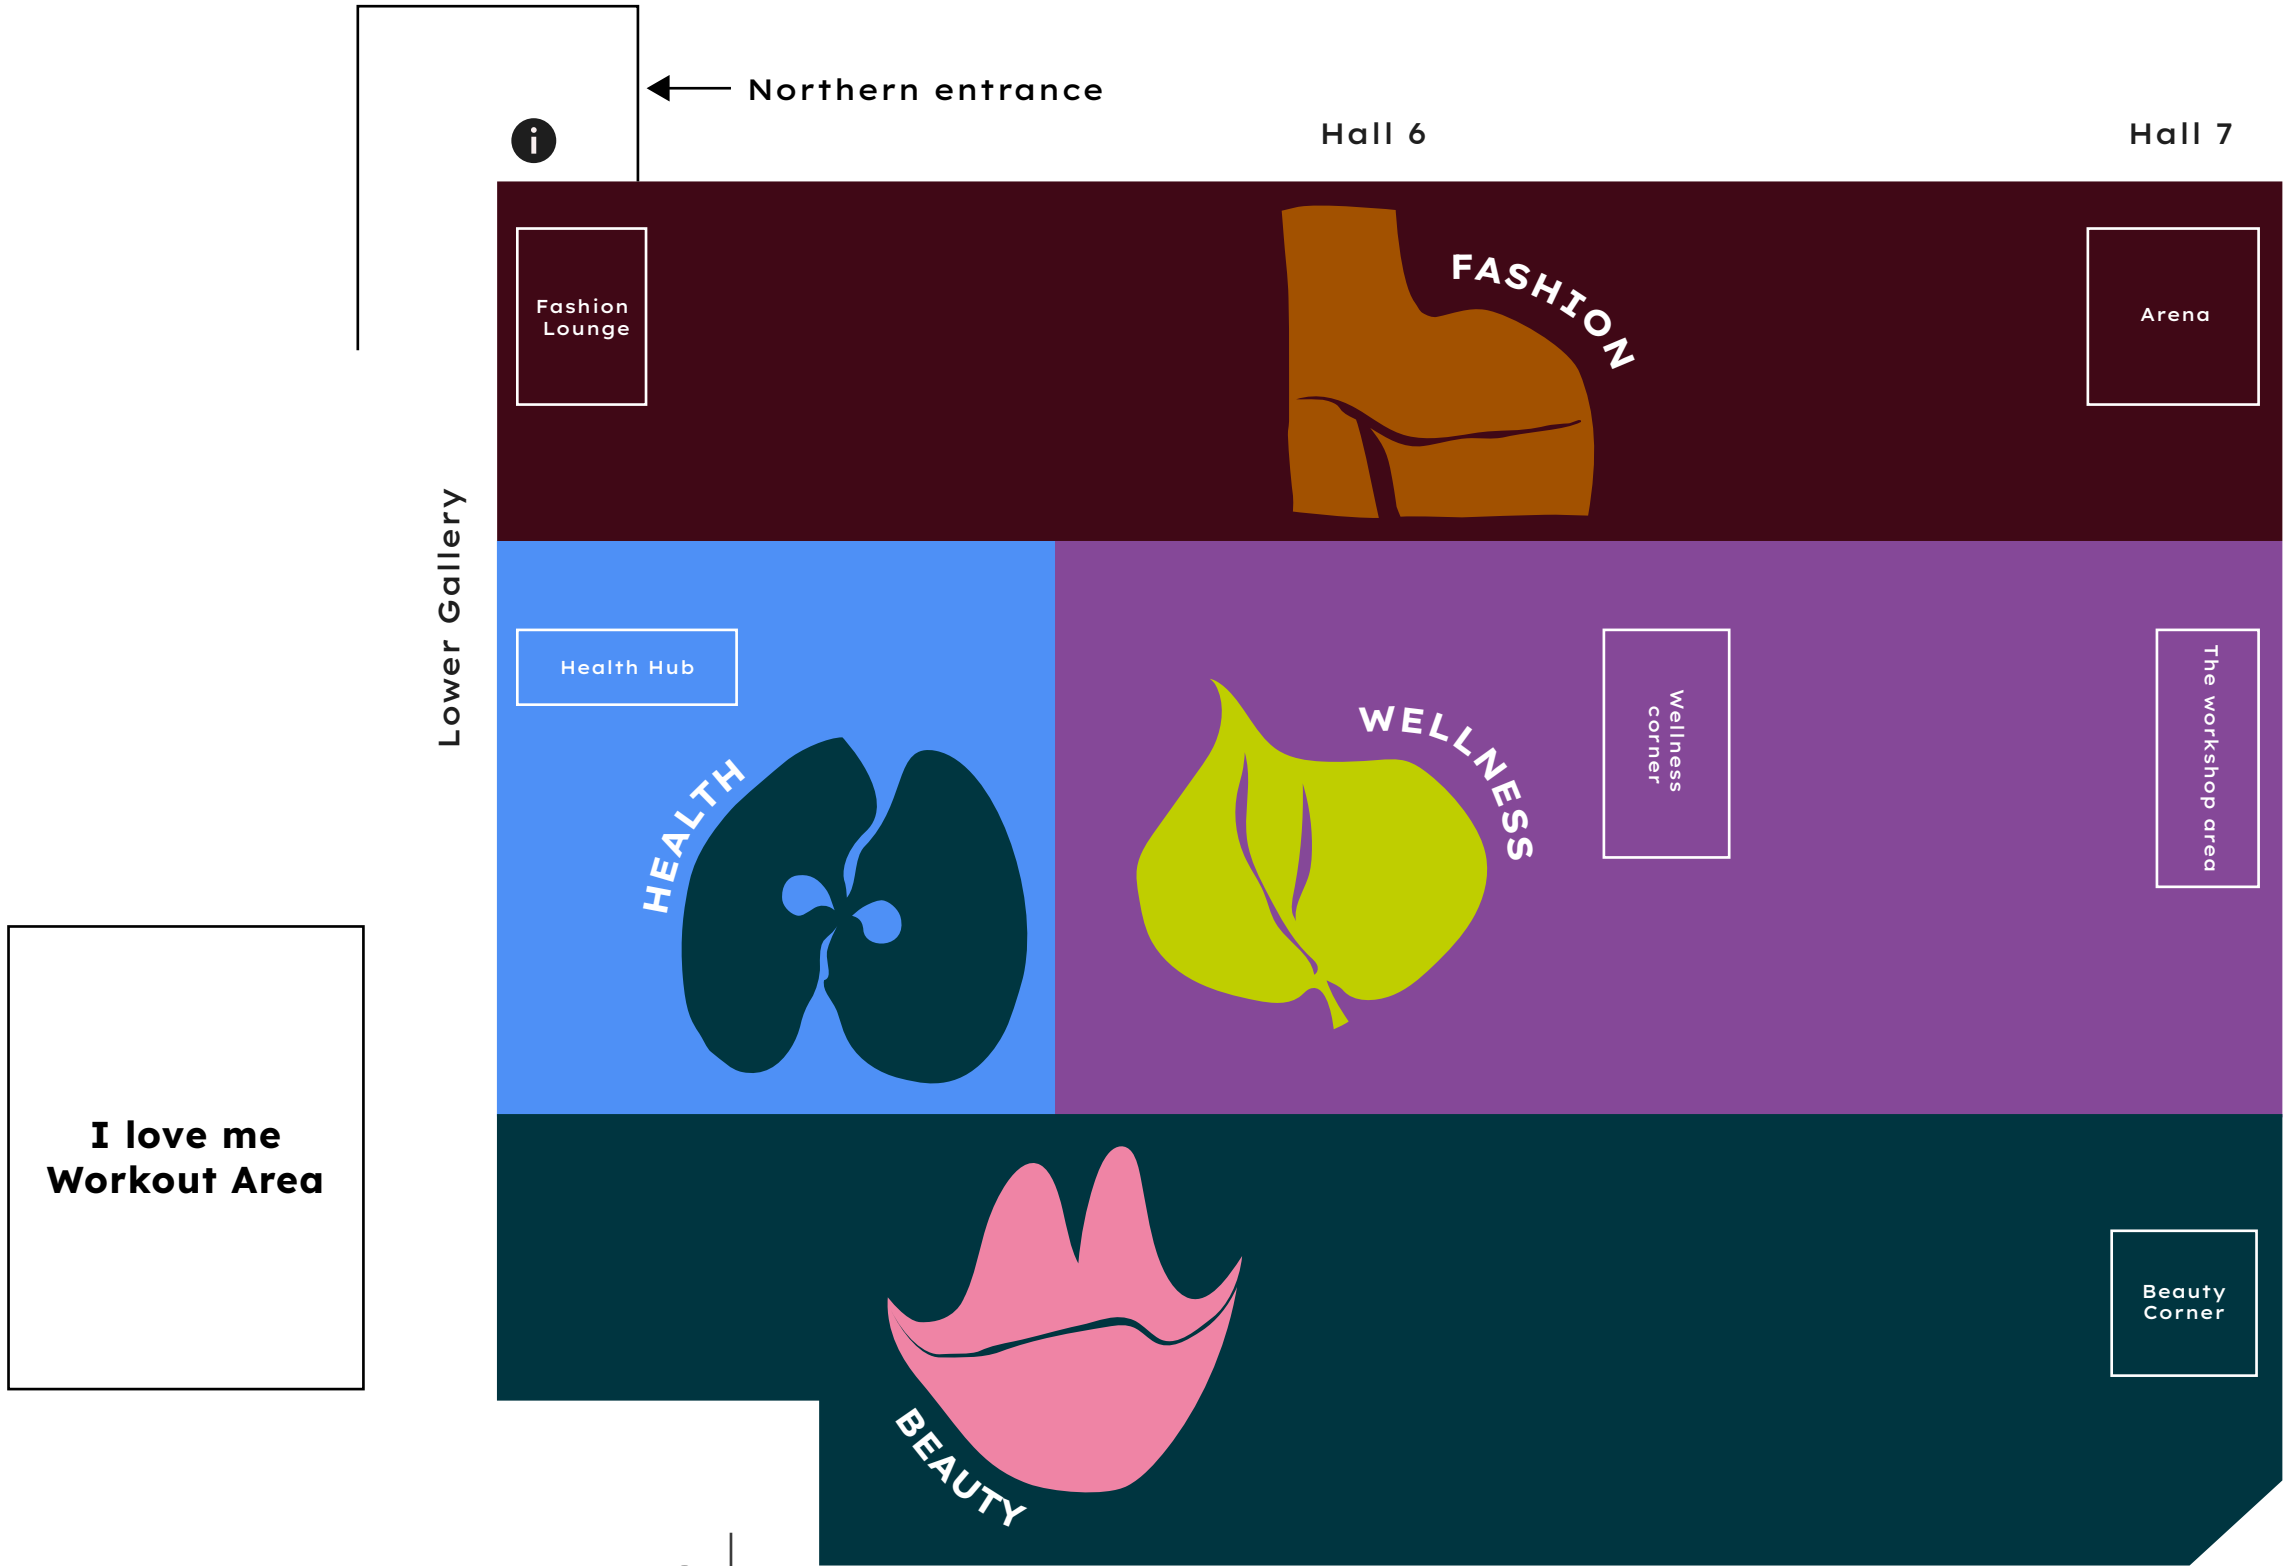 Northern entrance
i
Hall 6
Hall 7
FASHION
Fashion
Lounge
Arena
Lower Gallery
Health Hub
HEALTH
WELLNESS
Wellness
corner
The workshop area
I love me
Workout Area
Beauty
Corner
BEAUTY